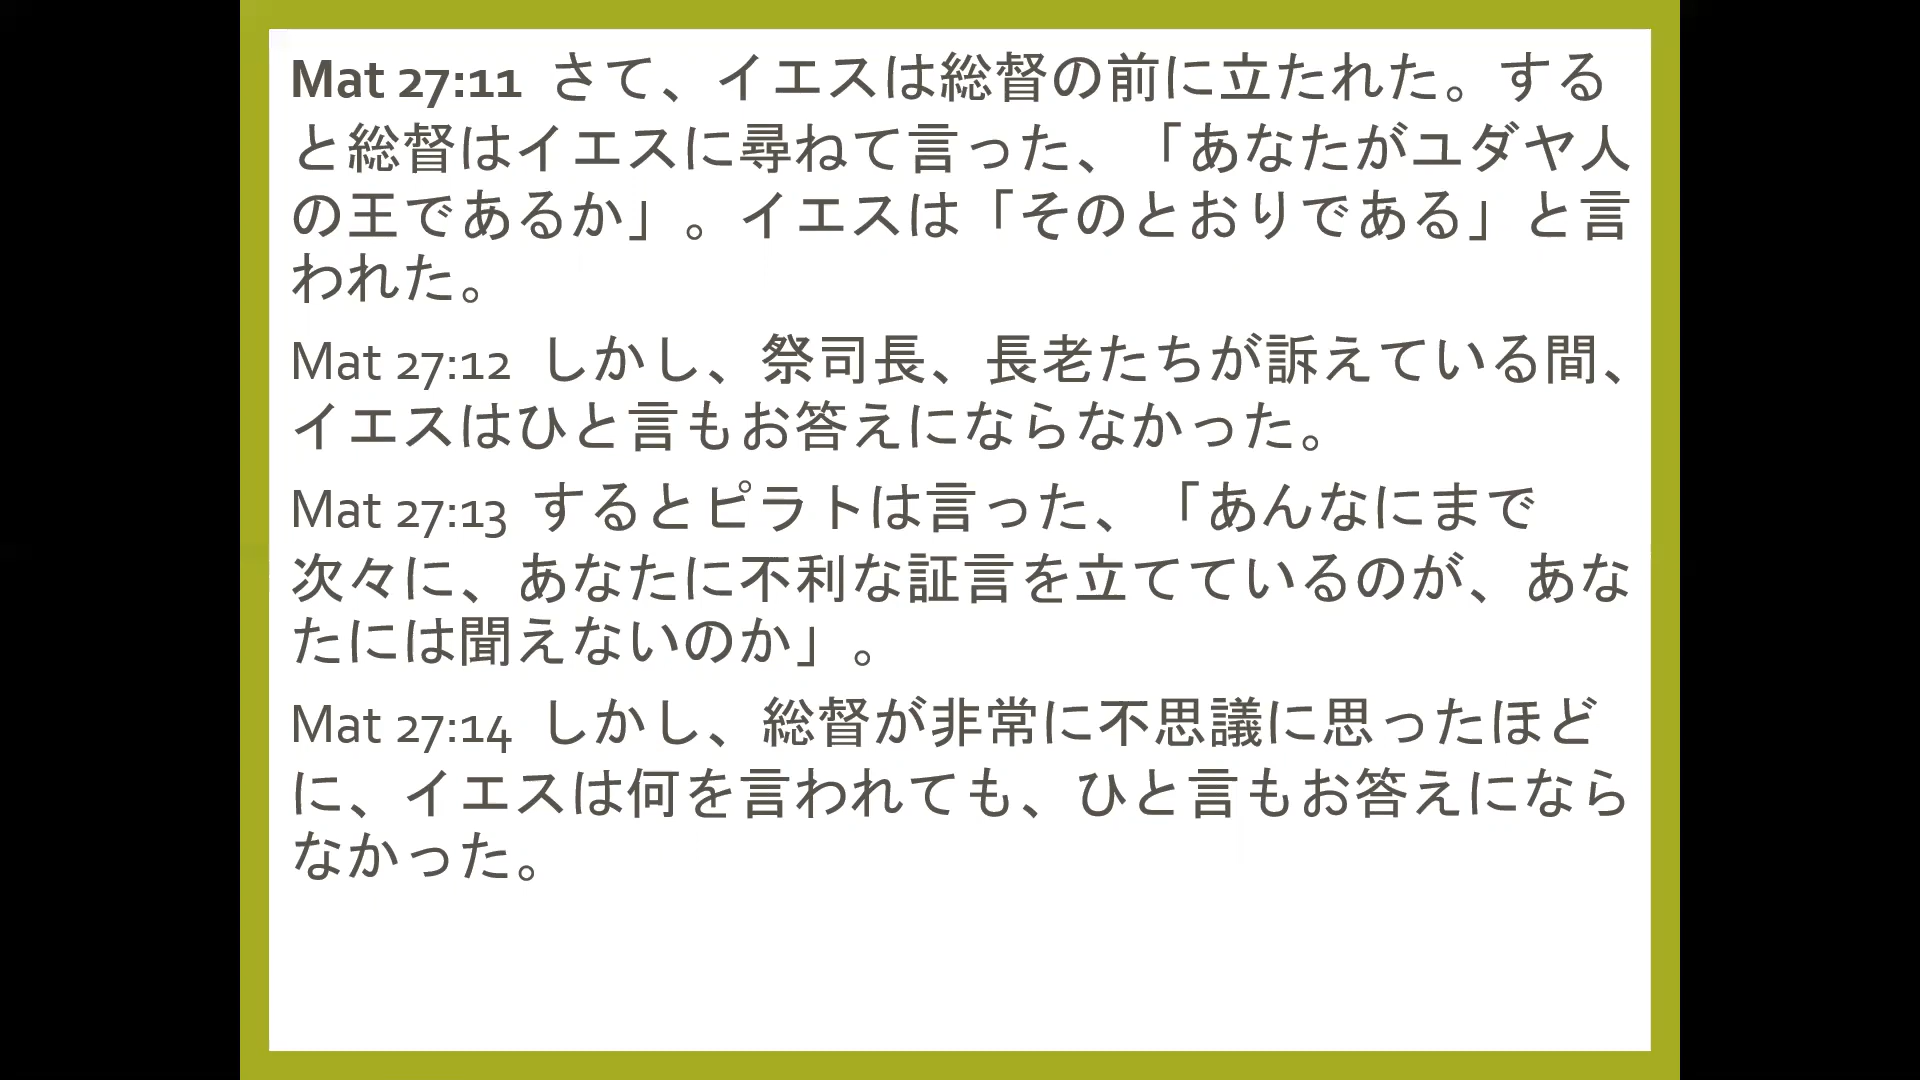 Mat 27:11 さて、イエスは総督の前に立たれた。する
と総督はイエスに尋ねて言った、「あなたがユダヤ人
の王であるか」。イエスは「そのとおりである」と言
われた。
Mat 27:12 しかし、祭司長、長老たちが訴えている間、
イエスはひと言もお答えにならなかった。
Mat 27:13 するとピラトは言った、「あんなにまで
次々に、あなたに不利な証言を立てているのが、あな
たには聞えないのか」。
Mat 27:14 しかし、総督が非常に不思議に思ったほど
に、イエスは何を言われても、ひと言もお答えになら
なかった。